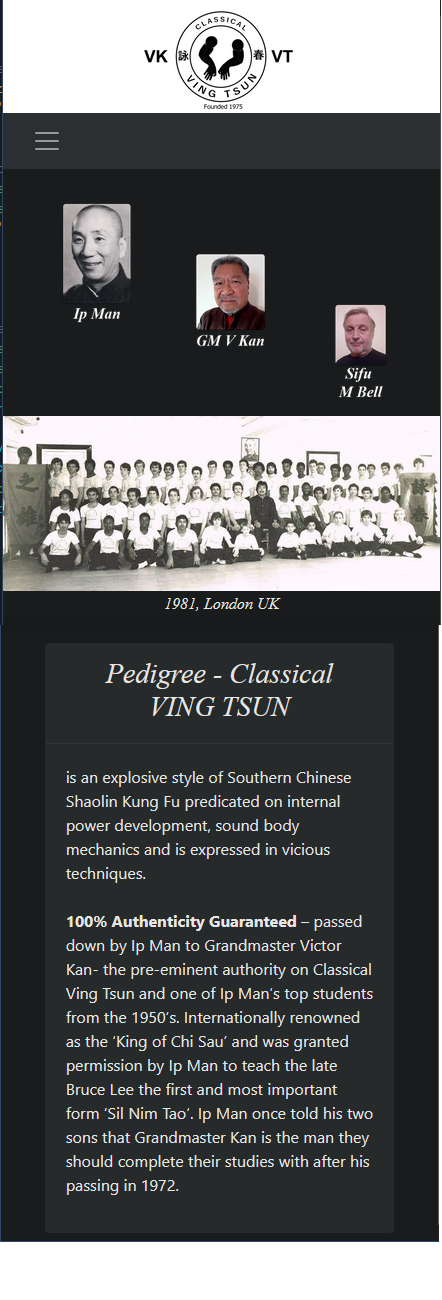 CLASSICAL
VK 詠 春 VT
VING TSUN
Founded 1975
Ip Man
GM V Kan
Sifu
M Bell
1981, London UK
Pedigree - Classical
VING TSUN
is an explosive style of Southern Chinese
Shaolin Kung Fu predicated on internal
power development, sound body
mechanics and is expressed in vicious
techniques.
100% Authenticity Guaranteed – passed
down by Ip Man to Grandmaster Victor
Kan- the pre-eminent authority on Classical
Ving Tsun and one of Ip Man’s top students
from the 1950’s. Internationally renowned
as the ‘King of Chi Sau’ and was granted
permission by Ip Man to teach the late
Bruce Lee the first and most important
form ‘Sil Nim Tao’. Ip Man once told his two
sons that Grandmaster Kan is the man they
should complete their studies with after his
passing in 1972.